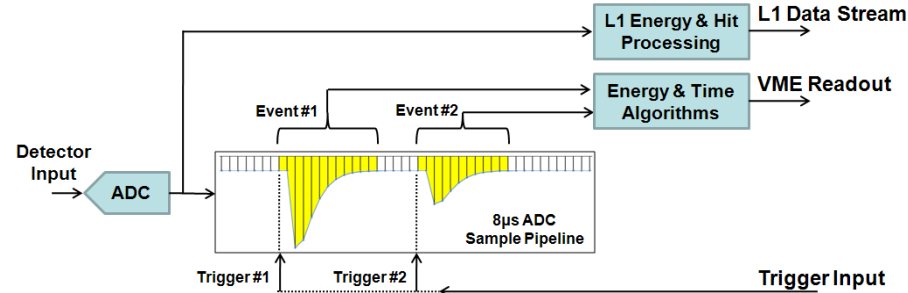 L1 Energy & Hit
Processing
L1 Data Stream
Energy & Time
Algorithms
VME Readout
Event #1
Event #2
Detector
Input
ADC
8µs ADC
Sample Pipeline
Trigger #1
Trigger #2
Trigger Input